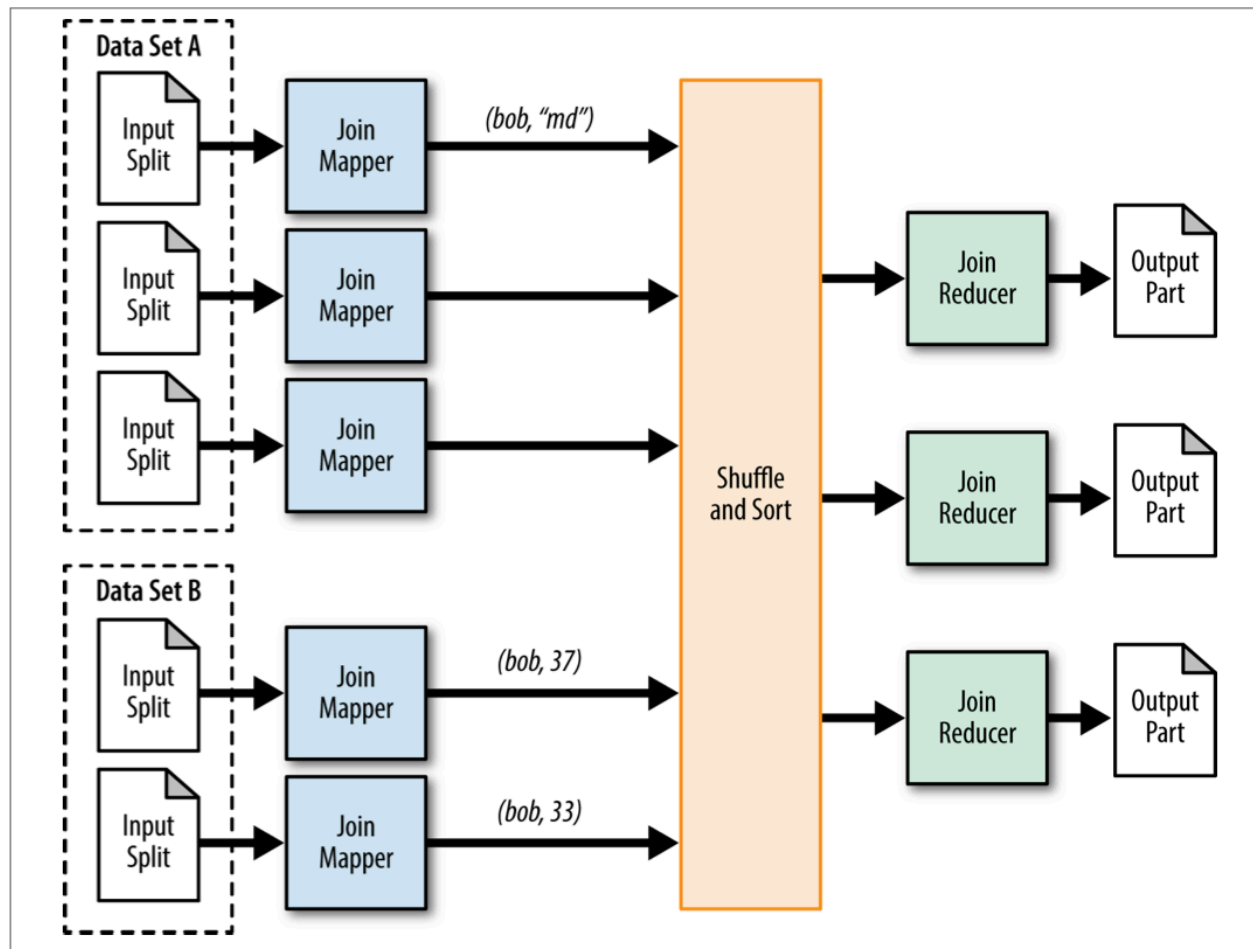 Data Set A
Input
Split
Join
Mapper
(bob, “md”)
Input
Split
Join
Mapper
Input
Split
Join
Mapper
Data Set B
Input
Split
Join
Mapper
(bob, 37)
Input
Split
Join
Mapper
(bob, 33)
Shuffle
and Sort
Join
Reducer
Output
Part
Join
Reducer
Output
Part
Join
Reducer
Output
Part